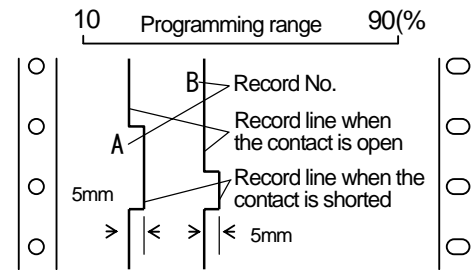 10 Programming range 90(%
B
Record No.
Record line when
the contact is open
A
Record line when the
contact is shorted
5mm
5mm